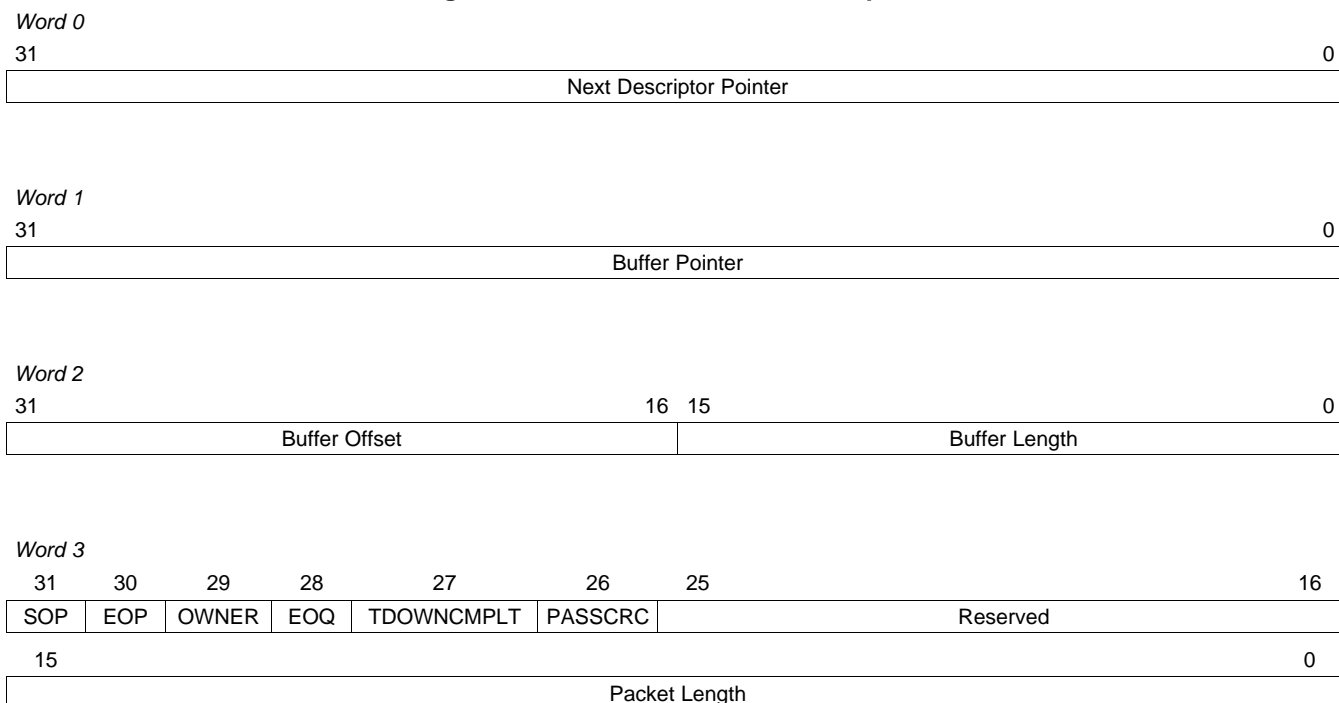 Word 0
31 0
Next Descriptor Pointer
Word 1
31 0
Buffer Pointer
Word 2
31 16 15 0
Buffer Offset Buffer Length
Word 3
31 30 29 28 27 26 25 16
SOP EOP OWNER EOQ TDOWNCMPLT PASSCRC Reserved
15 0
Packet Length